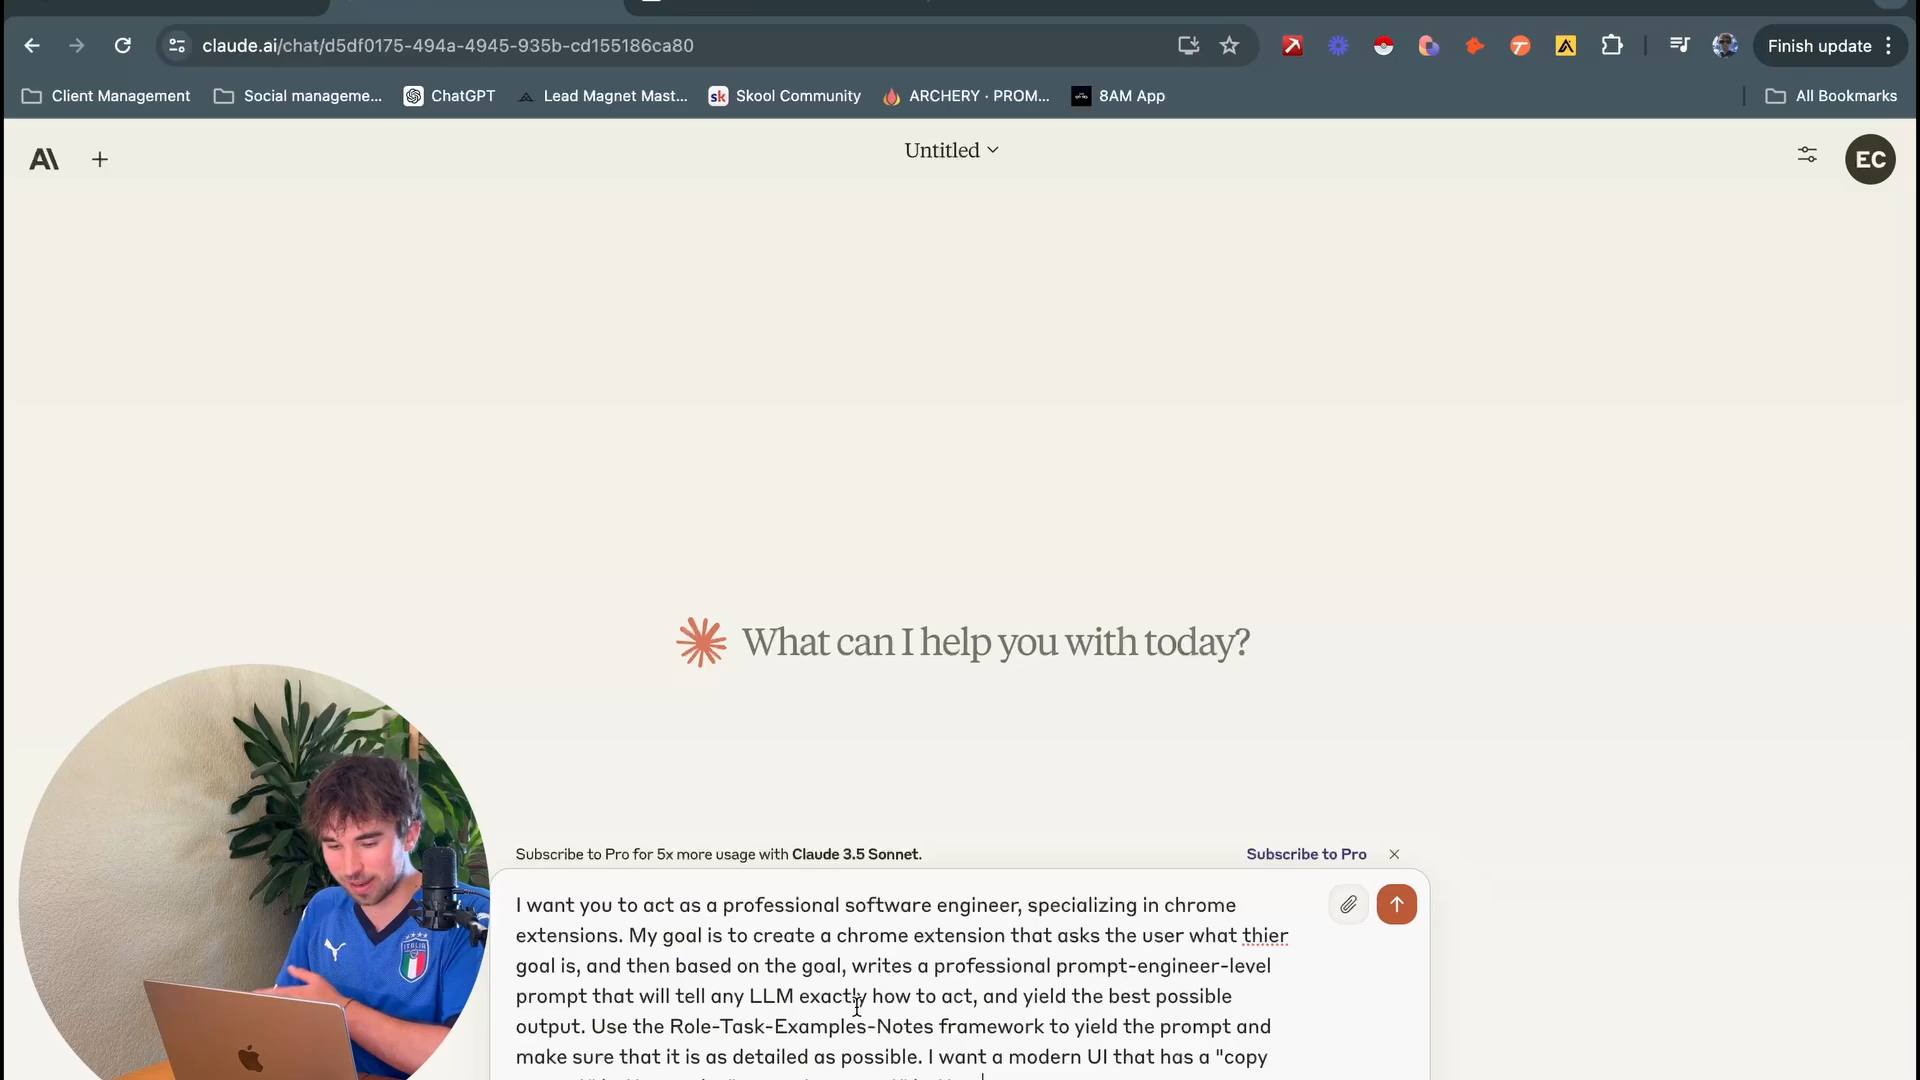 claude.ai/chat/d5df0175-494a-4945-935b-cd155186ca80
Finish update
Client Management
Social manageme...
ChatGPT
Lead Magnet Mast...
sk
Skool Community
ARCHERY · PROM...
8AM App
All Bookmarks
A\
Untitled
EC
What can I help you with today?
Subscribe to Pro for 5x more usage with Claude 3.5 Sonnet.
Subscribe to Pro
I want you to act as a professional software engineer, specializing in chrome
extensions. My goal is to create a chrome extension that asks the user what thier
goal is, and then based on the goal, writes a professional prompt-engineer-level
prompt that will tell any LLM exactly how to act, and yield the best possible
output. Use the Role-Task-Examples-Notes framework to yield the prompt and
make sure that it is as detailed as possible. I want a modern UI that has a "copy
ITALIA